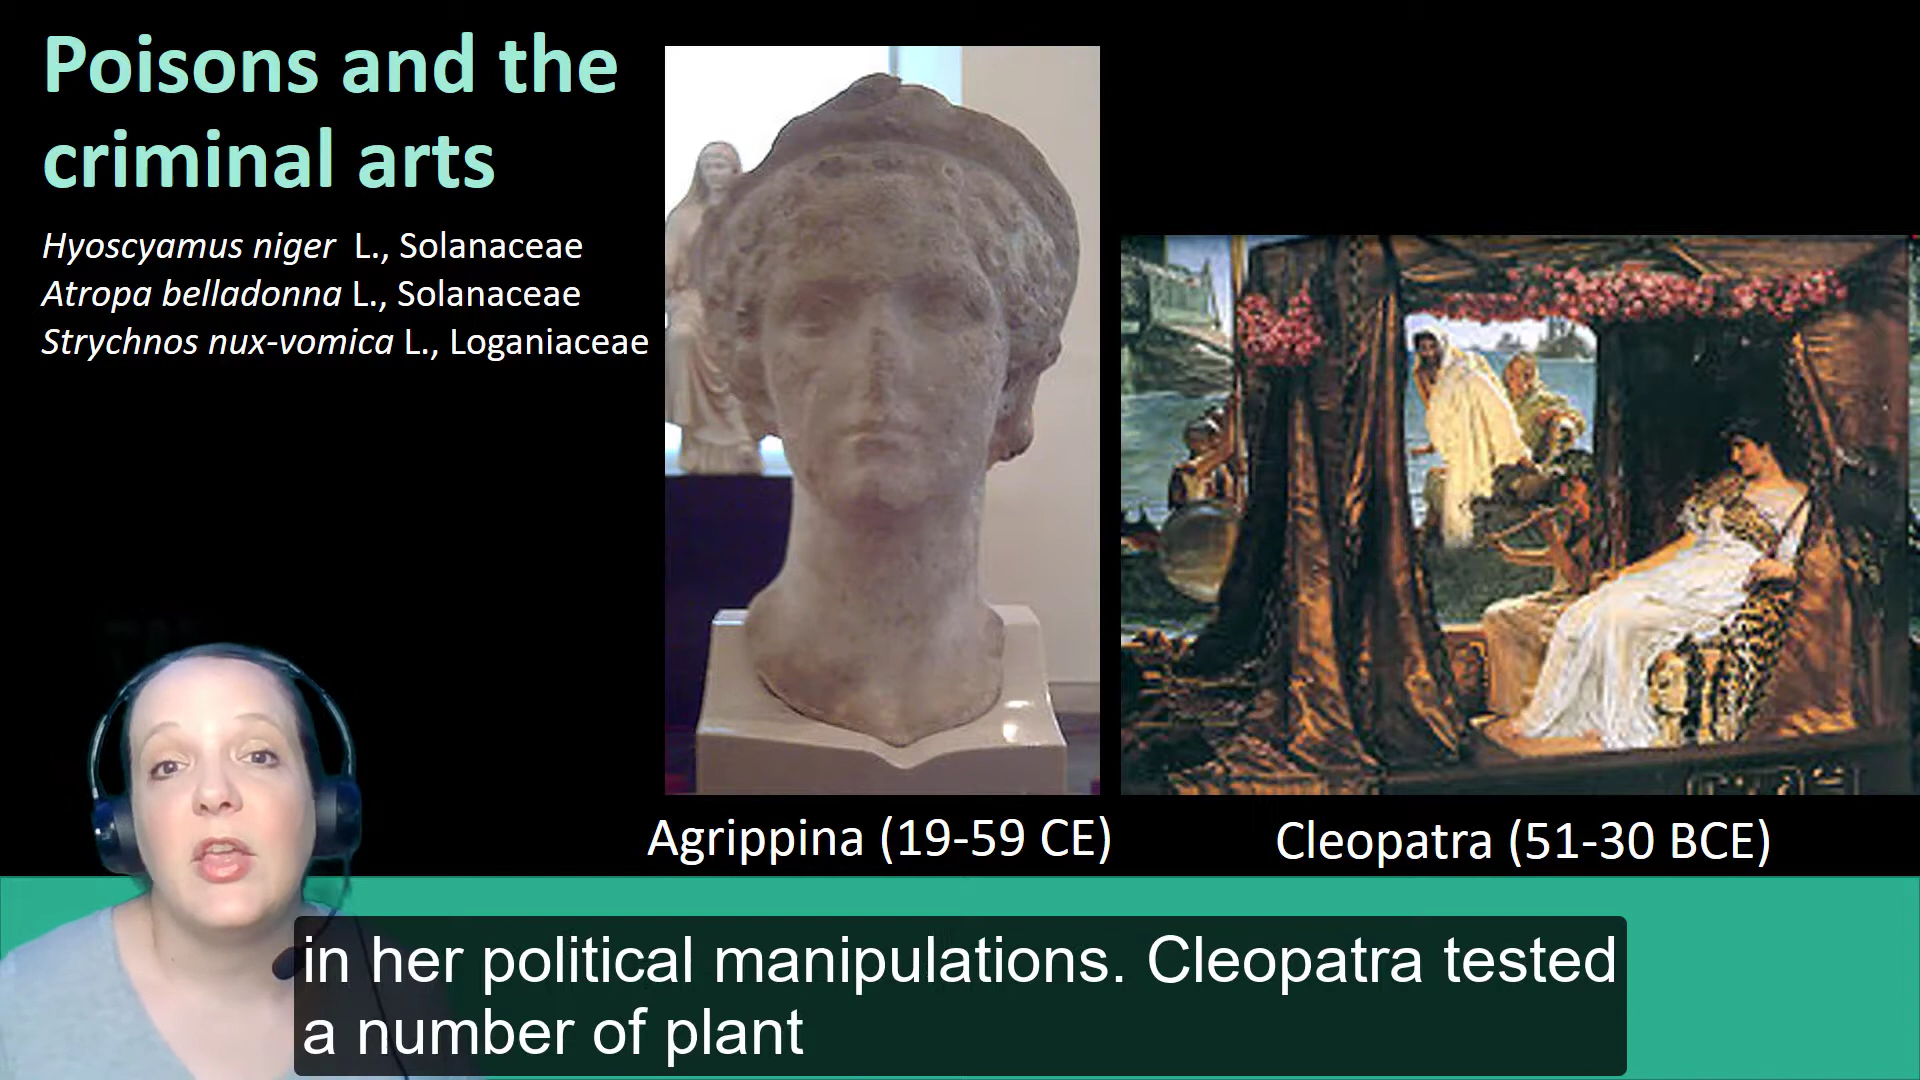 Poisons and the
criminal arts
Hyoscyamus niger L., Solanaceae
Atropa belladonna L., Solanaceae
Strychnos nux-vomica L., Loganiaceae
Agrippina (19-59 CE)
Cleopatra (51-30 BCE)
in her political manipulations. Cleopatra tested
a number of plant